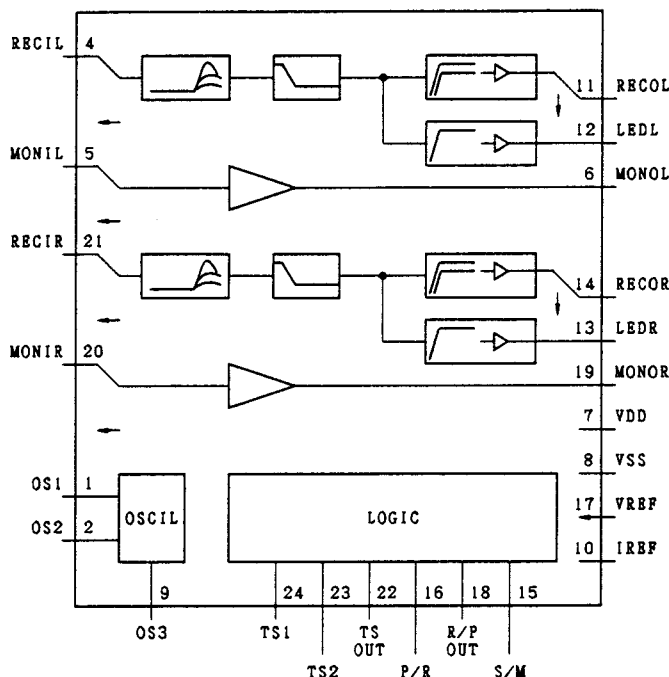 RECIL 4
11 RECOL
12 LEDL
MONIL 5
6 MONOL
RECIR 21
14 RECOR
13 LEDR
MONIR 20
19 MONOR
7 VDD
8 VSS
OS1 1
17 VREF
OSCIL
LOGIC
OS2 2
10 IREF
9 24 23 22 16 18 15
OS3 TS1 TS R/P
OUT OUT
TS2 P/R S/M